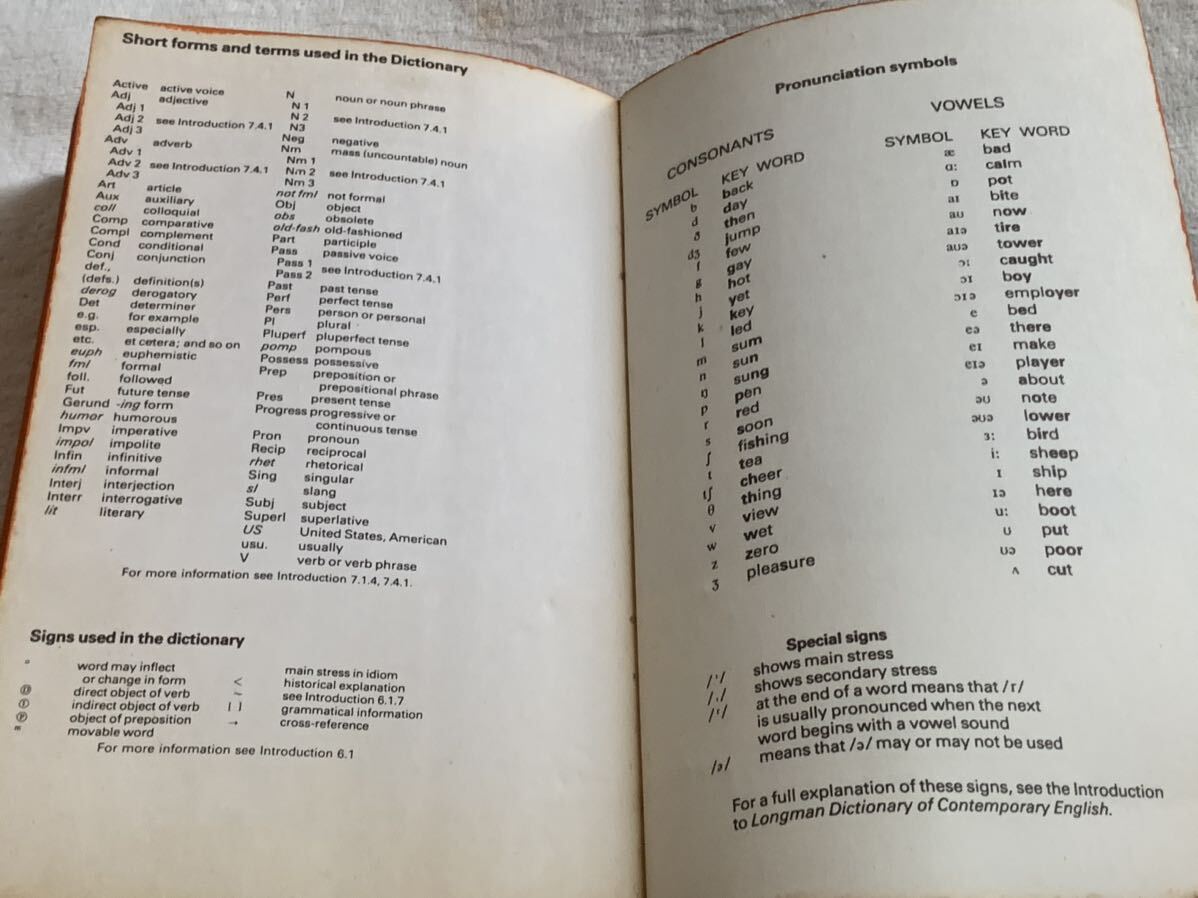 Short forms and terms used in the Dictionary
Active active voice
Adj adjective
Adj 1
Adj 2 see Introduction 7.4.1
Adj 3
Adv adverb
Adv 1
Adv 2 see Introduction 7.4.1
Adv 3
Art article
Aux auxiliary
coll colloquial
Comp comparative
Compl complement
Cond conditional
Conj conjunction
def.,
(defs.) definition(s)
derog derogatory
Det determiner
e.g. for example
esp. especially
etc. et cetera; and so on
euph euphemistic
fml formal
foll. followed
Fut future tense
Gerund -ing form
humor humorous
Impv imperative
impol impolite
Infin infinitive
infml informal
Interj interjection
Interr interrogative
lit literary
N noun or noun phrase
N 1
N 2 see Introduction 7.4.1
N3
Neg negative
Nm mass (uncountable) noun
Nm 1
Nm 2 see Introduction 7.4.1
Nm 3
not fml not formal
Obj object
obs obsolete
old-fash old-fashioned
Part participle
Pass passive voice
Pass 1
Pass 2 see Introduction 7.4.1
Past past tense
Perf perfect tense
Pers person or personal
Pl plural
Pluperf pluperfect tense
pomp pompous
Possess possessive
Prep preposition or
prepositional phrase
Pres present tense
Progress progressive or
continuous tense
Pron pronoun
Recip reciprocal
rhet rhetorical
Sing singular
sl slang
Subj subject
Superl superlative
US United States, American
usu. usually
V verb or verb phrase
For more information see Introduction 7.1.4, 7.4.1.
Signs used in the dictionary
° word may inflect
or change in form
Ⓓ direct object of verb
Ⓘ indirect object of verb
Ⓟ object of preposition
m movable word
main stress in idiom
< historical explanation
~ see Introduction 6.1.7
[ ] grammatical information
→ cross-reference
For more information see Introduction 6.1
Pronunciation symbols
CONSONANTS
SYMBOL KEY WORD
b back
d day
ð then
dʒ jump
f few
g gay
h hot
j yet
k key
l led
m sum
n sun
ŋ sung
p pen
r red
s soon
ʃ fishing
t tea
tʃ cheer
θ thing
v view
w wet
z zero
ʒ pleasure
VOWELS
SYMBOL KEY WORD
æ bad
ɑː calm
ɒ pot
aɪ bite
aʊ now
aɪə tire
aʊə tower
ɔː caught
ɔɪ boy
ɔɪə employer
e bed
eə there
eɪ make
eɪə player
ə about
əʊ note
əʊə lower
ɜː bird
iː sheep
ɪ ship
ɪə here
uː boot
ʊ put
ʊə poor
ʌ cut
Special signs
/ˈ/ shows main stress
/ˌ/ shows secondary stress
/ʳ/ at the end of a word means that /r/
is usually pronounced when the next
word begins with a vowel sound
/ə/ means that /ə/ may or may not be used
For a full explanation of these signs, see the Introduction
to Longman Dictionary of Contemporary English.